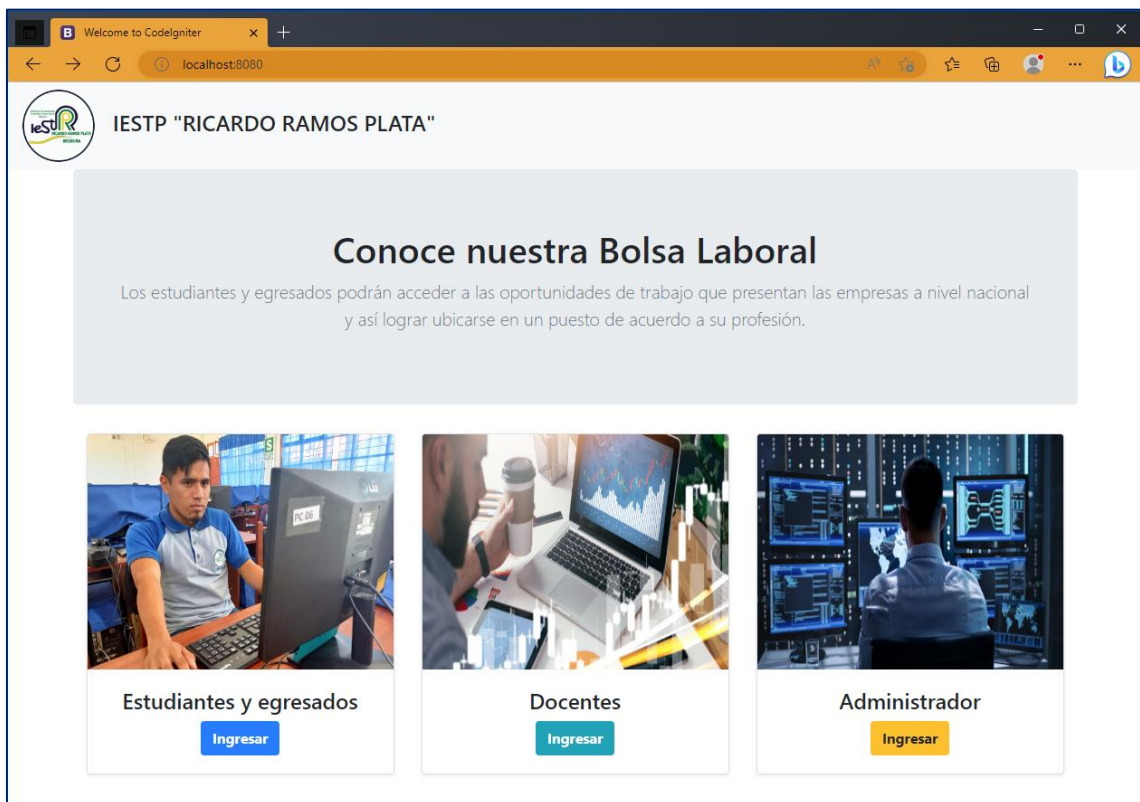 Welcome to CodeIgniter
localhost:8080
IESTP "RICARDO RAMOS PLATA"
Conoce nuestra Bolsa Laboral
Los estudiantes y egresados podrán acceder a las oportunidades de trabajo que presentan las empresas a nivel nacional
y así lograr ubicarse en un puesto de acuerdo a su profesión.
PC 06
LG
Estudiantes y egresados
Ingresar
Docentes
Ingresar
Administrador
Ingresar